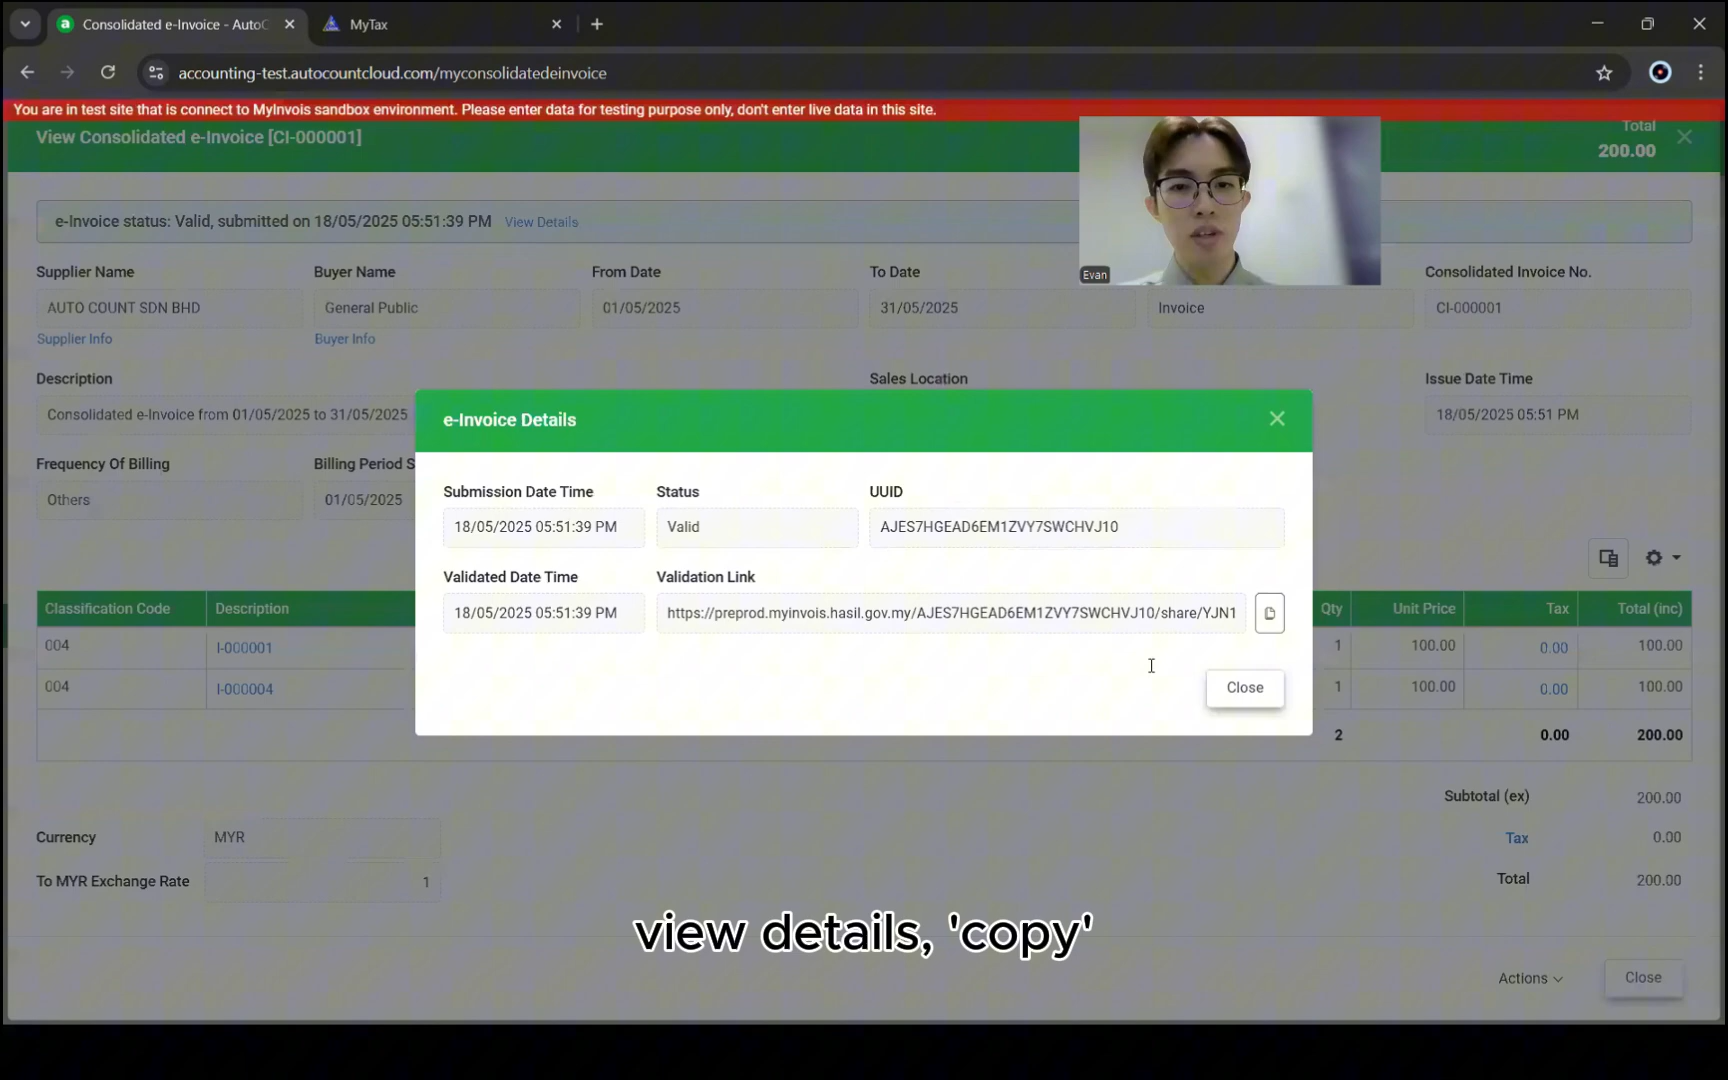 Consolidated e-Invoice - AutoC
MyTax
accounting-test.autocountcloud.com/myconsolidatedeinvoice
You are in test site that is connect to MyInvois sandbox environment. Please enter data for testing purpose only, don't enter live data in this site.
View Consolidated e-Invoice [CI-000001]
Total
200.00
e-Invoice status: Valid, submitted on 18/05/2025 05:51:39 PM View Details
Evan
Supplier Name Buyer Name From Date To Date Consolidated Invoice No.
AUTO COUNT SDN BHD General Public 01/05/2025 31/05/2025 Invoice CI-000001
Supplier Info Buyer Info
Description Sales Location Issue Date Time
Consolidated e-Invoice from 01/05/2025 to 31/05/2025 18/05/2025 05:51 PM
Frequency Of Billing Billing Period S
Others 01/05/2025
e-Invoice Details
Submission Date Time Status UUID
18/05/2025 05:51:39 PM Valid AJES7HGEAD6EM1ZVY7SWCHVJ10
Validated Date Time Validation Link
18/05/2025 05:51:39 PM https://preprod.myinvois.hasil.gov.my/AJES7HGEAD6EM1ZVY7SWCHVJ10/share/YJN1
Close
Classification Code Description Qty Unit Price Tax Total (inc)
004 I-000001 1 100.00 0.00 100.00
004 I-000004 1 100.00 0.00 100.00
2 0.00 200.00
Subtotal (ex) 200.00
Currency MYR Tax 0.00
To MYR Exchange Rate 1 Total 200.00
view details, 'copy'
Actions Close